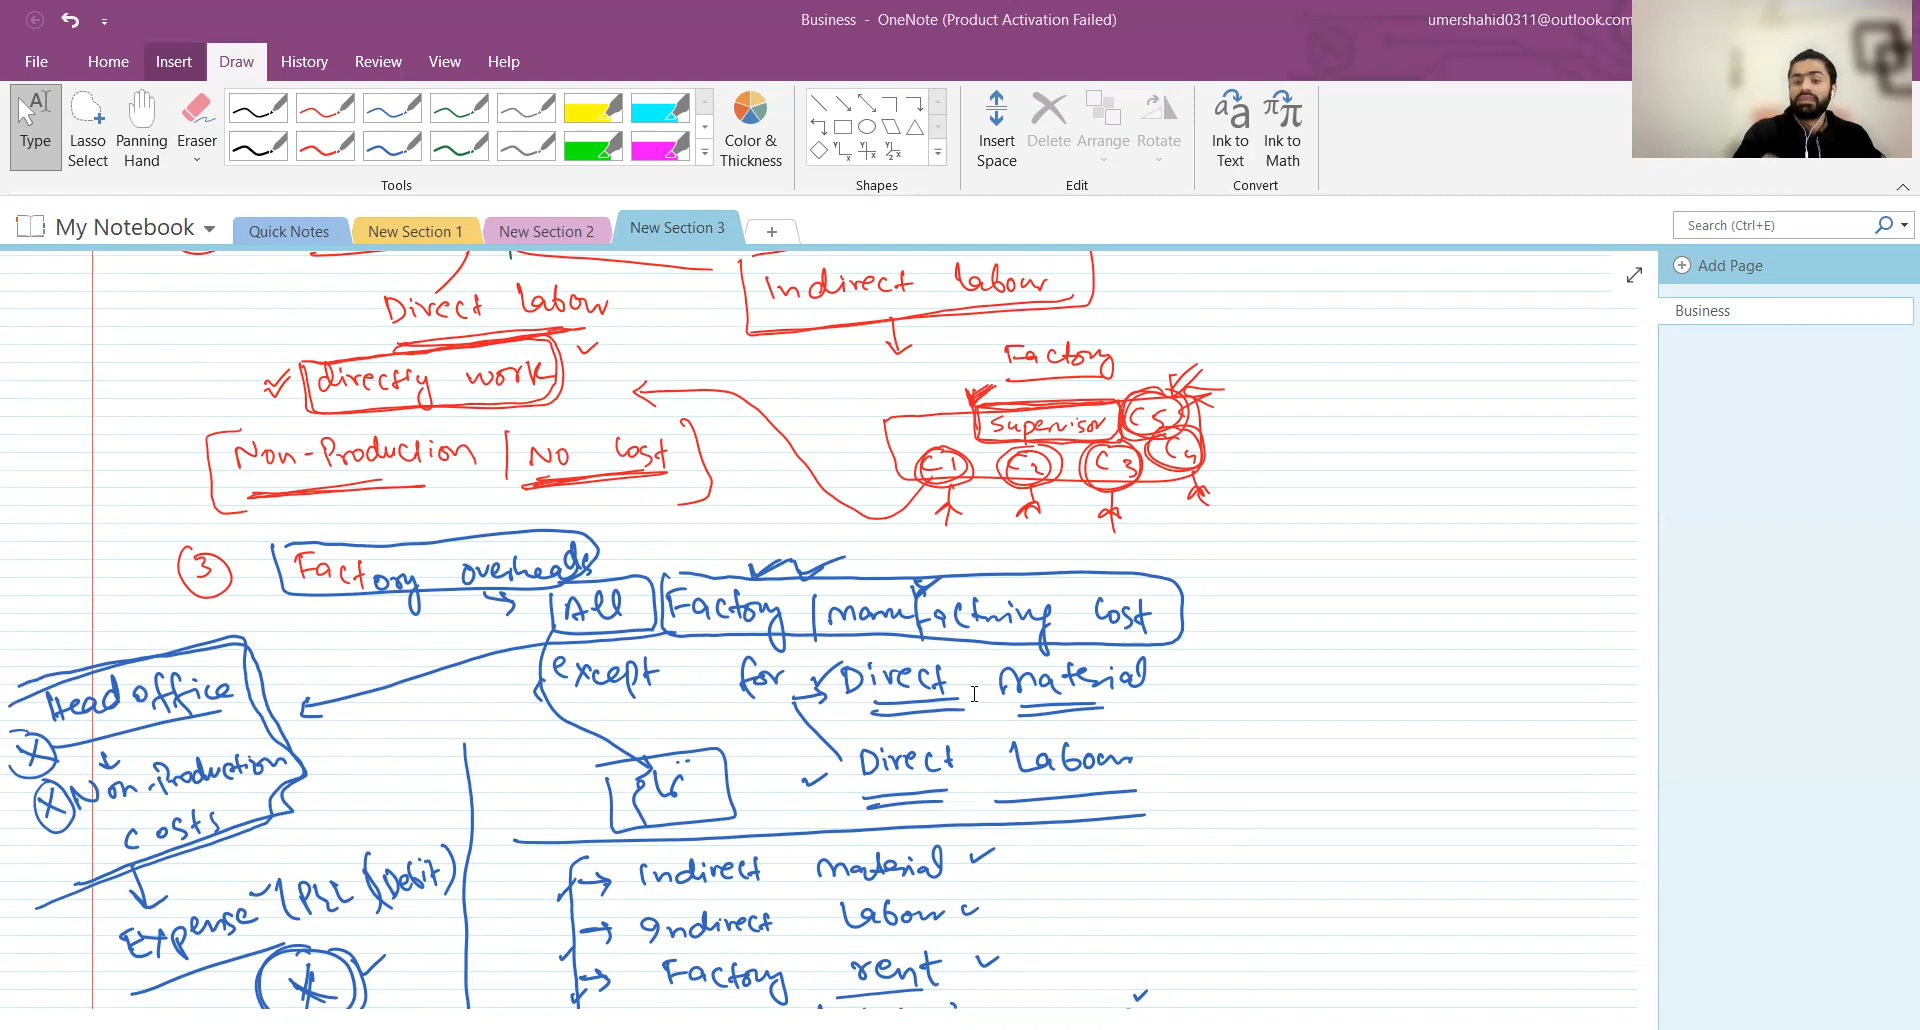 Business - OneNote (Product Activation Failed)
umershahid0311@outlook.com
File Home Insert Draw History Review View Help
Type
Lasso Select
Panning Hand
Eraser
Color & Thickness
Insert Space
Delete
Arrange
Rotate
Ink to Text
Ink to Math
Tools Shapes Edit Convert
My Notebook
Quick Notes
New Section 1
New Section 2
New Section 3
Search (Ctrl+E)
Add Page
Business
Indirect labour
Direct labour
Factory
directly work
Supervisor C5
Non-Production | No Cost
C1 C2 C3 C4
3 Factory overheads
All Factory | manufacturing cost
except for Direct material
Head office
Direct Labour
Non-Production
costs
Indirect material
Expense P&L (Debit)
Indirect labour
Factory rent